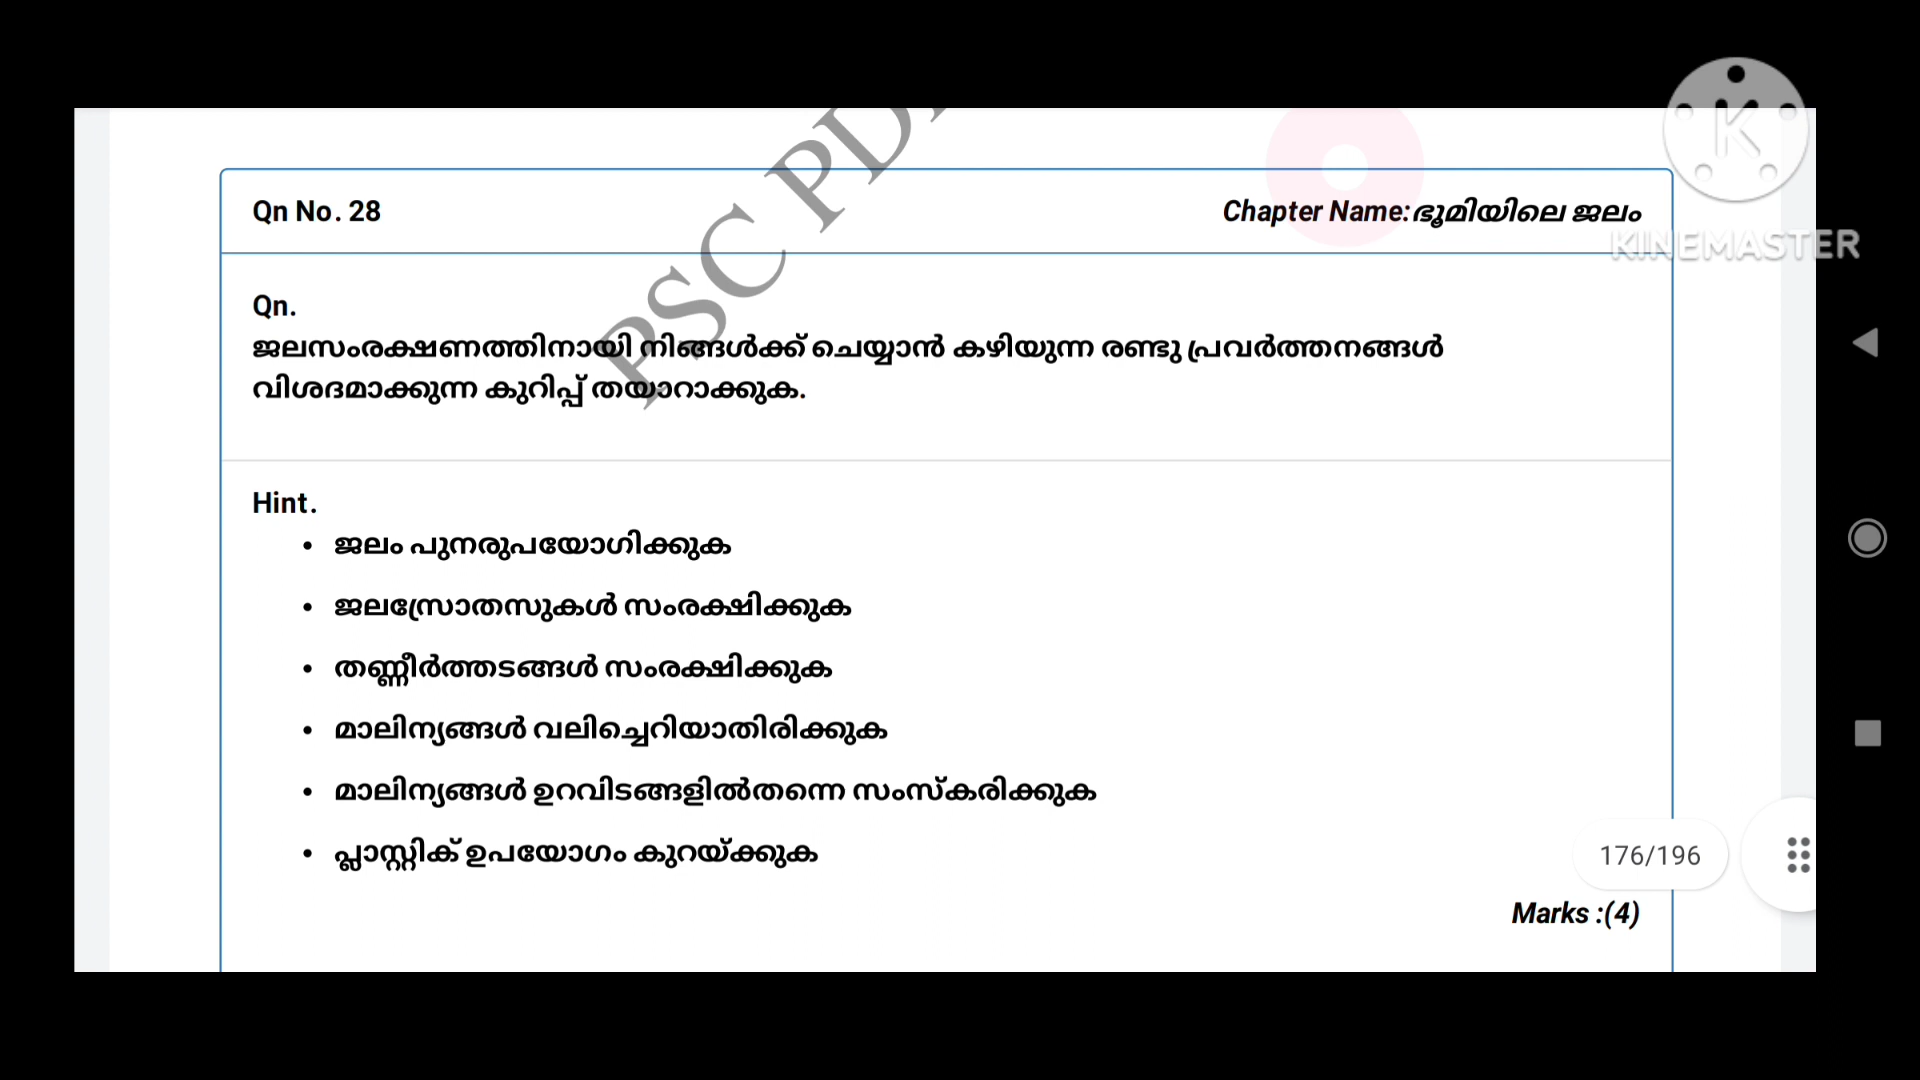 PSC PD
KINEMASTER
Qn No. 28
Chapter Name:ഭൂമിയിലെ ജലം
Qn.
ജലസംരക്ഷണത്തിനായി നിങ്ങൾക്ക് ചെയ്യാൻ കഴിയുന്ന രണ്ടു പ്രവർത്തനങ്ങൾ
വിശദമാക്കുന്ന കുറിപ്പ് തയാറാക്കുക.
Hint.
• ജലം പുനരുപയോഗിക്കുക
• ജലസ്രോതസുകൾ സംരക്ഷിക്കുക
• തണ്ണീർത്തടങ്ങൾ സംരക്ഷിക്കുക
• മാലിന്യങ്ങൾ വലിച്ചെറിയാതിരിക്കുക
• മാലിന്യങ്ങൾ ഉറവിടങ്ങളിൽതന്നെ സംസ്കരിക്കുക
• പ്ലാസ്റ്റിക് ഉപയോഗം കുറയ്ക്കുക
176/196
Marks :(4)